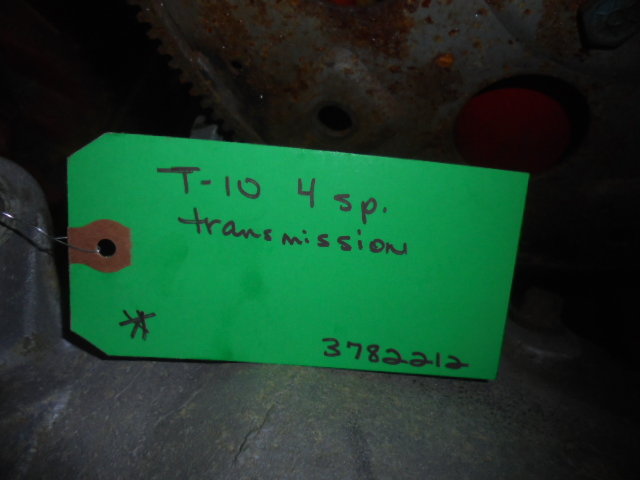 T-10 4 sp.
transmission
*
3782212